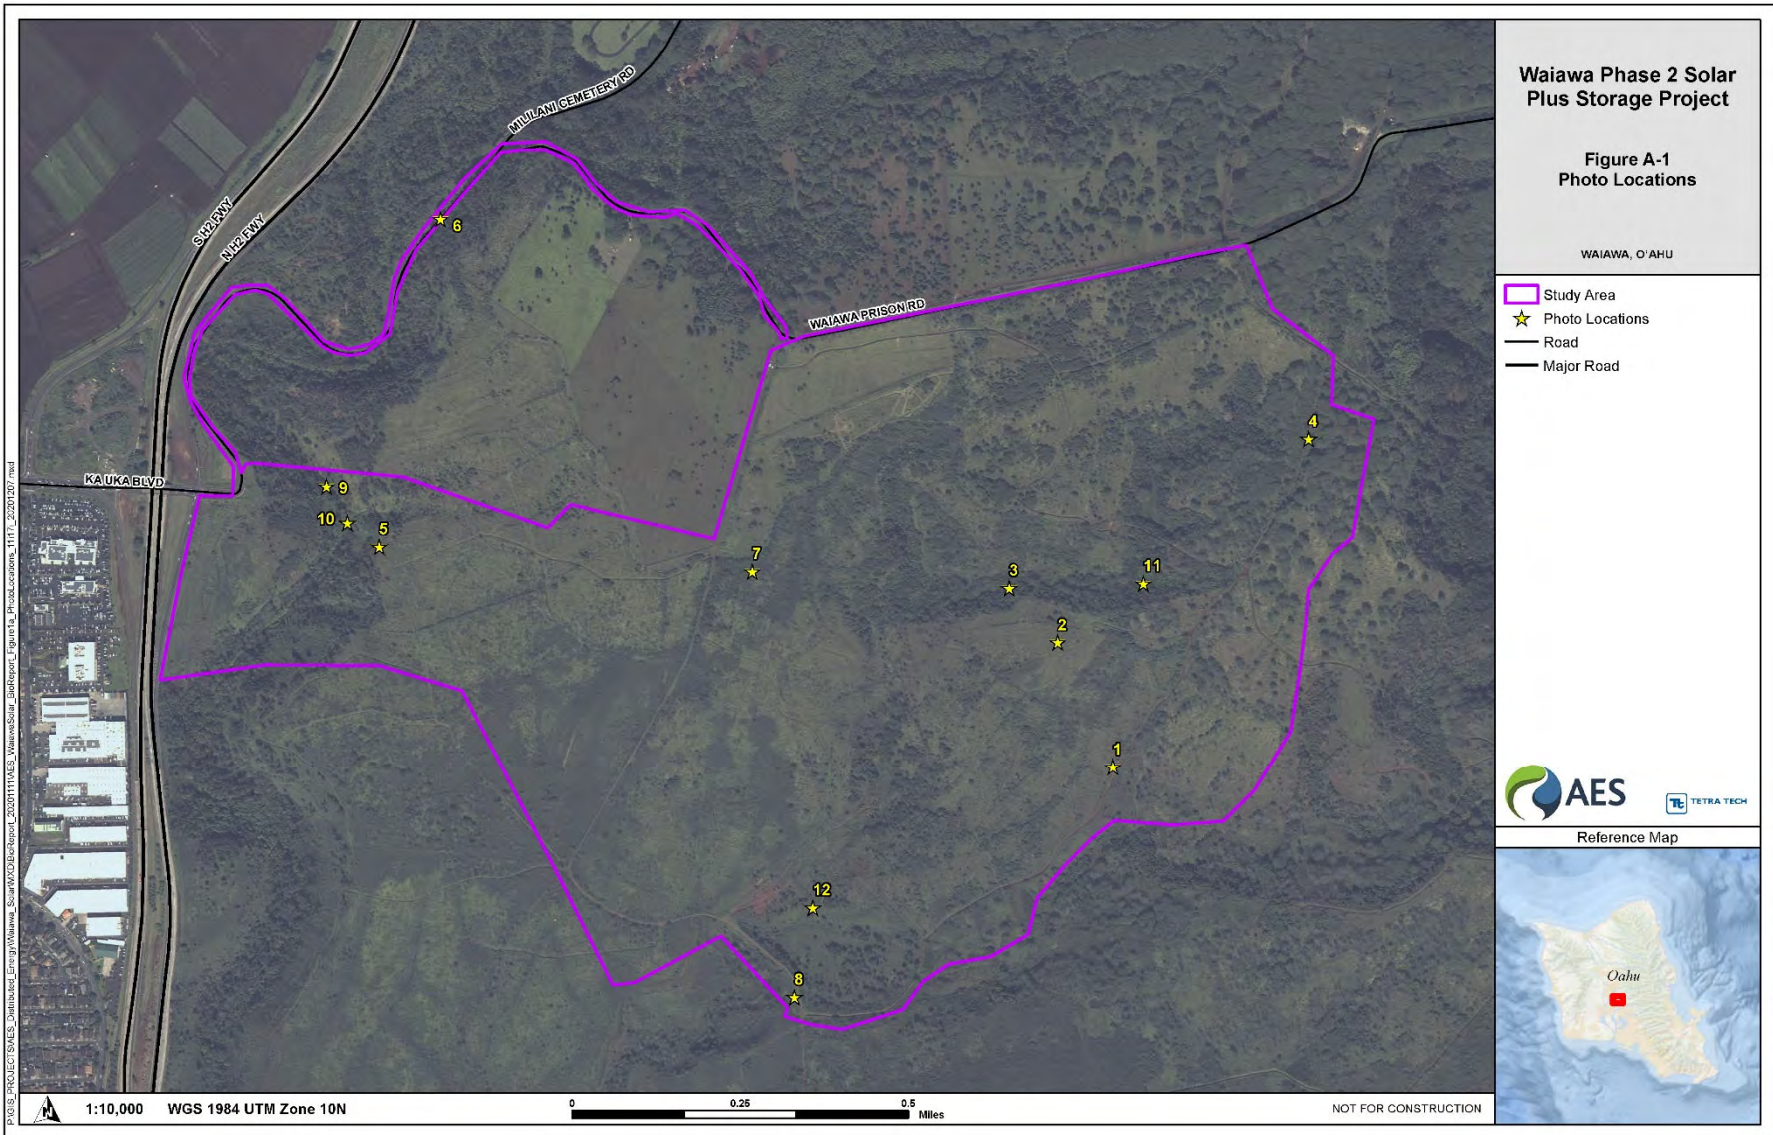 Waiawa Phase 2 Solar
Plus Storage Project
Figure A-1
Photo Locations
WAIAWA, O'AHU
Study Area
Photo Locations
Road
Major Road
AES
Tt TETRA TECH
Reference Map
Oahu
MILILANI CEMETERY RD
S H2 FWY
N H2 FWY
WAIAWA PRISON RD
KA UKA BLVD
6
4
9
10
5
7
3
11
2
1
12
8
N
1:10,000 WGS 1984 UTM Zone 10N
0 0.25 0.5
Miles
NOT FOR CONSTRUCTION